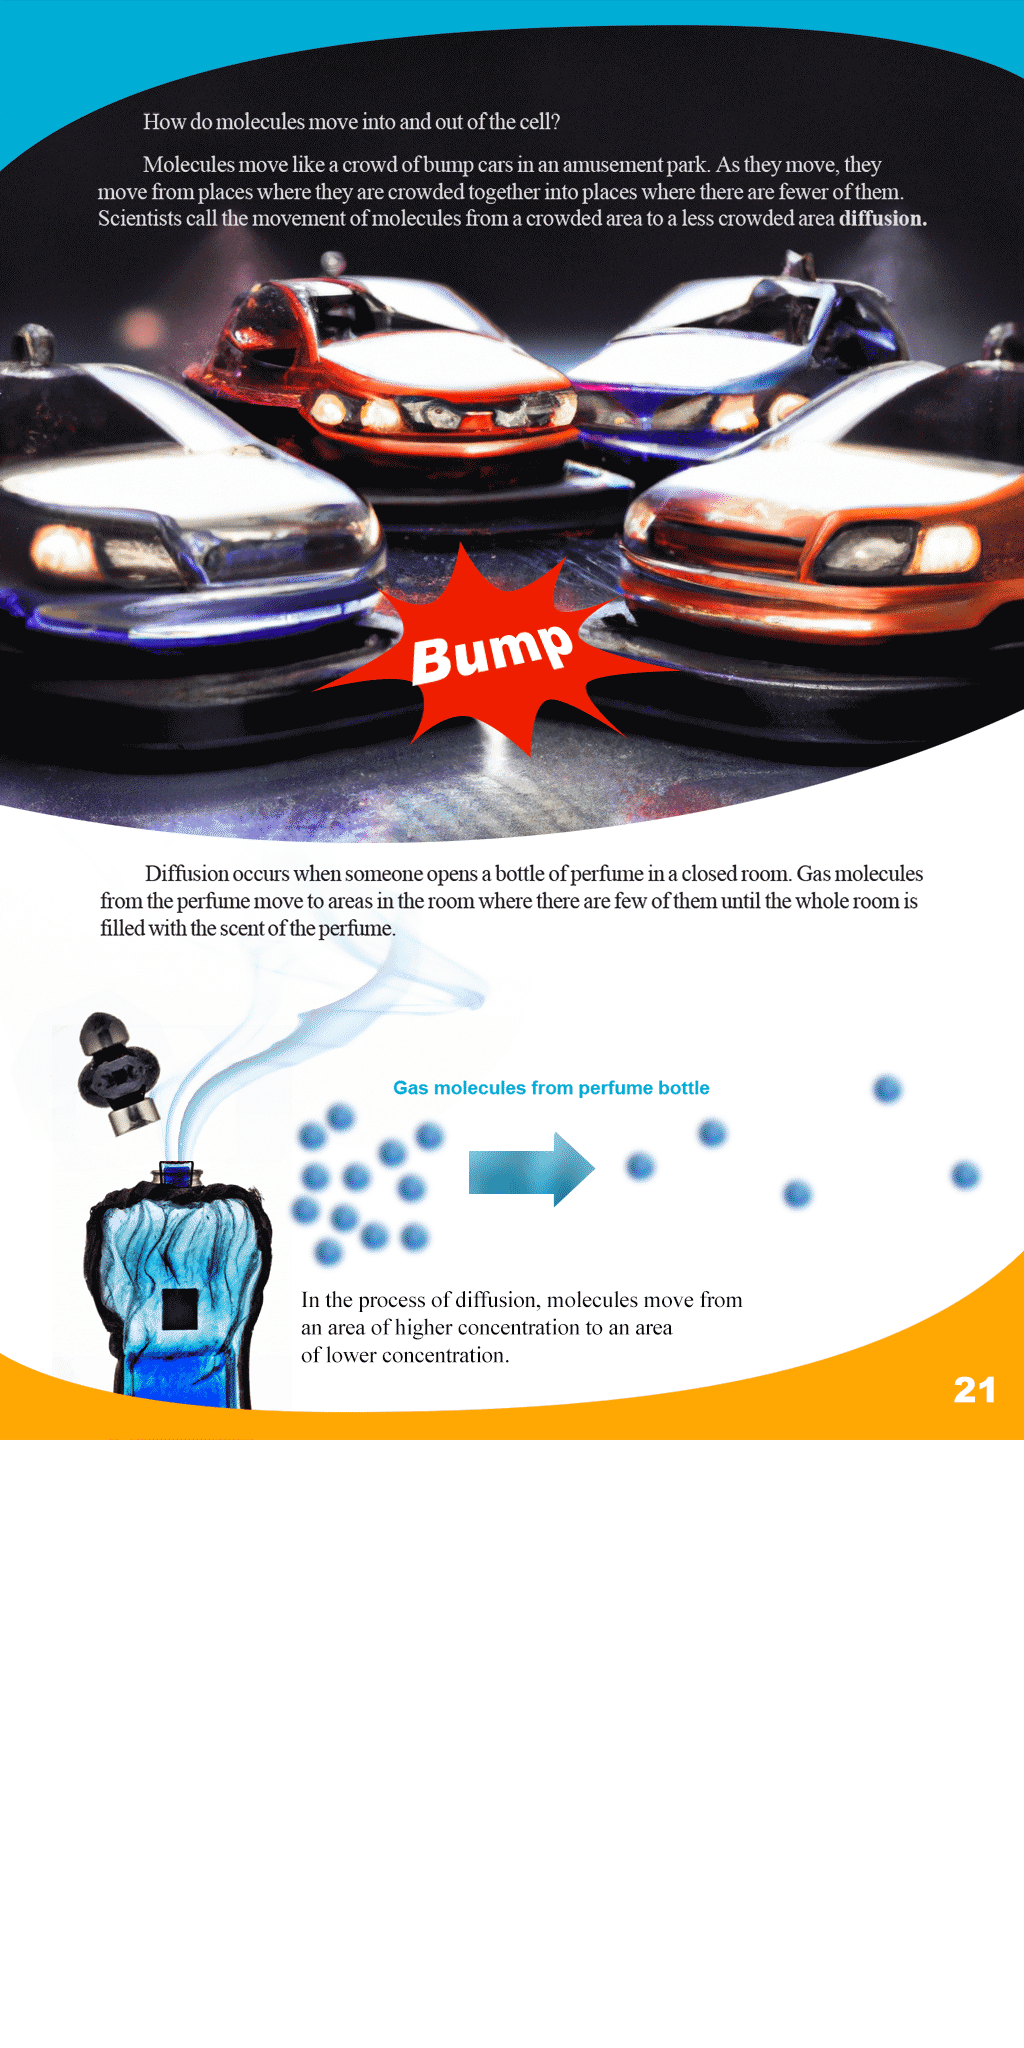 How do molecules move into and out of the cell?
Molecules move like a crowd of bump cars in an amusement park. As they move, they
move from places where they are crowded together into places where there are fewer of them.
Scientists call the movement of molecules from a crowded area to a less crowded area diffusion.
Bump
Diffusion occurs when someone opens a bottle of perfume in a closed room. Gas molecules
from the perfume move to areas in the room where there are few of them until the whole room is
filled with the scent of the perfume.
Gas molecules from perfume bottle
In the process of diffusion, molecules move from
an area of higher concentration to an area
of lower concentration.
21